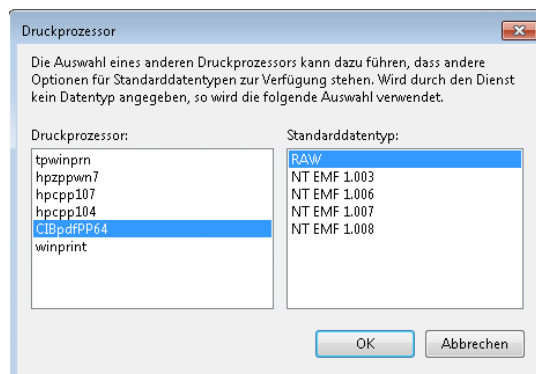 Druckprozessor
Die Auswahl eines anderen Druckprozessors kann dazu führen, dass andere
Optionen für Standarddatentypen zur Verfügung stehen. Wird durch den Dienst
kein Datentyp angegeben, so wird die folgende Auswahl verwendet.
Druckprozessor:
tpwinprn
hpzppwn7
hpcpp107
hpcpp104
CIBpdfPP64
winprint
Standarddatentyp:
RAW
NT EMF 1.003
NT EMF 1.006
NT EMF 1.007
NT EMF 1.008
OK
Abbrechen